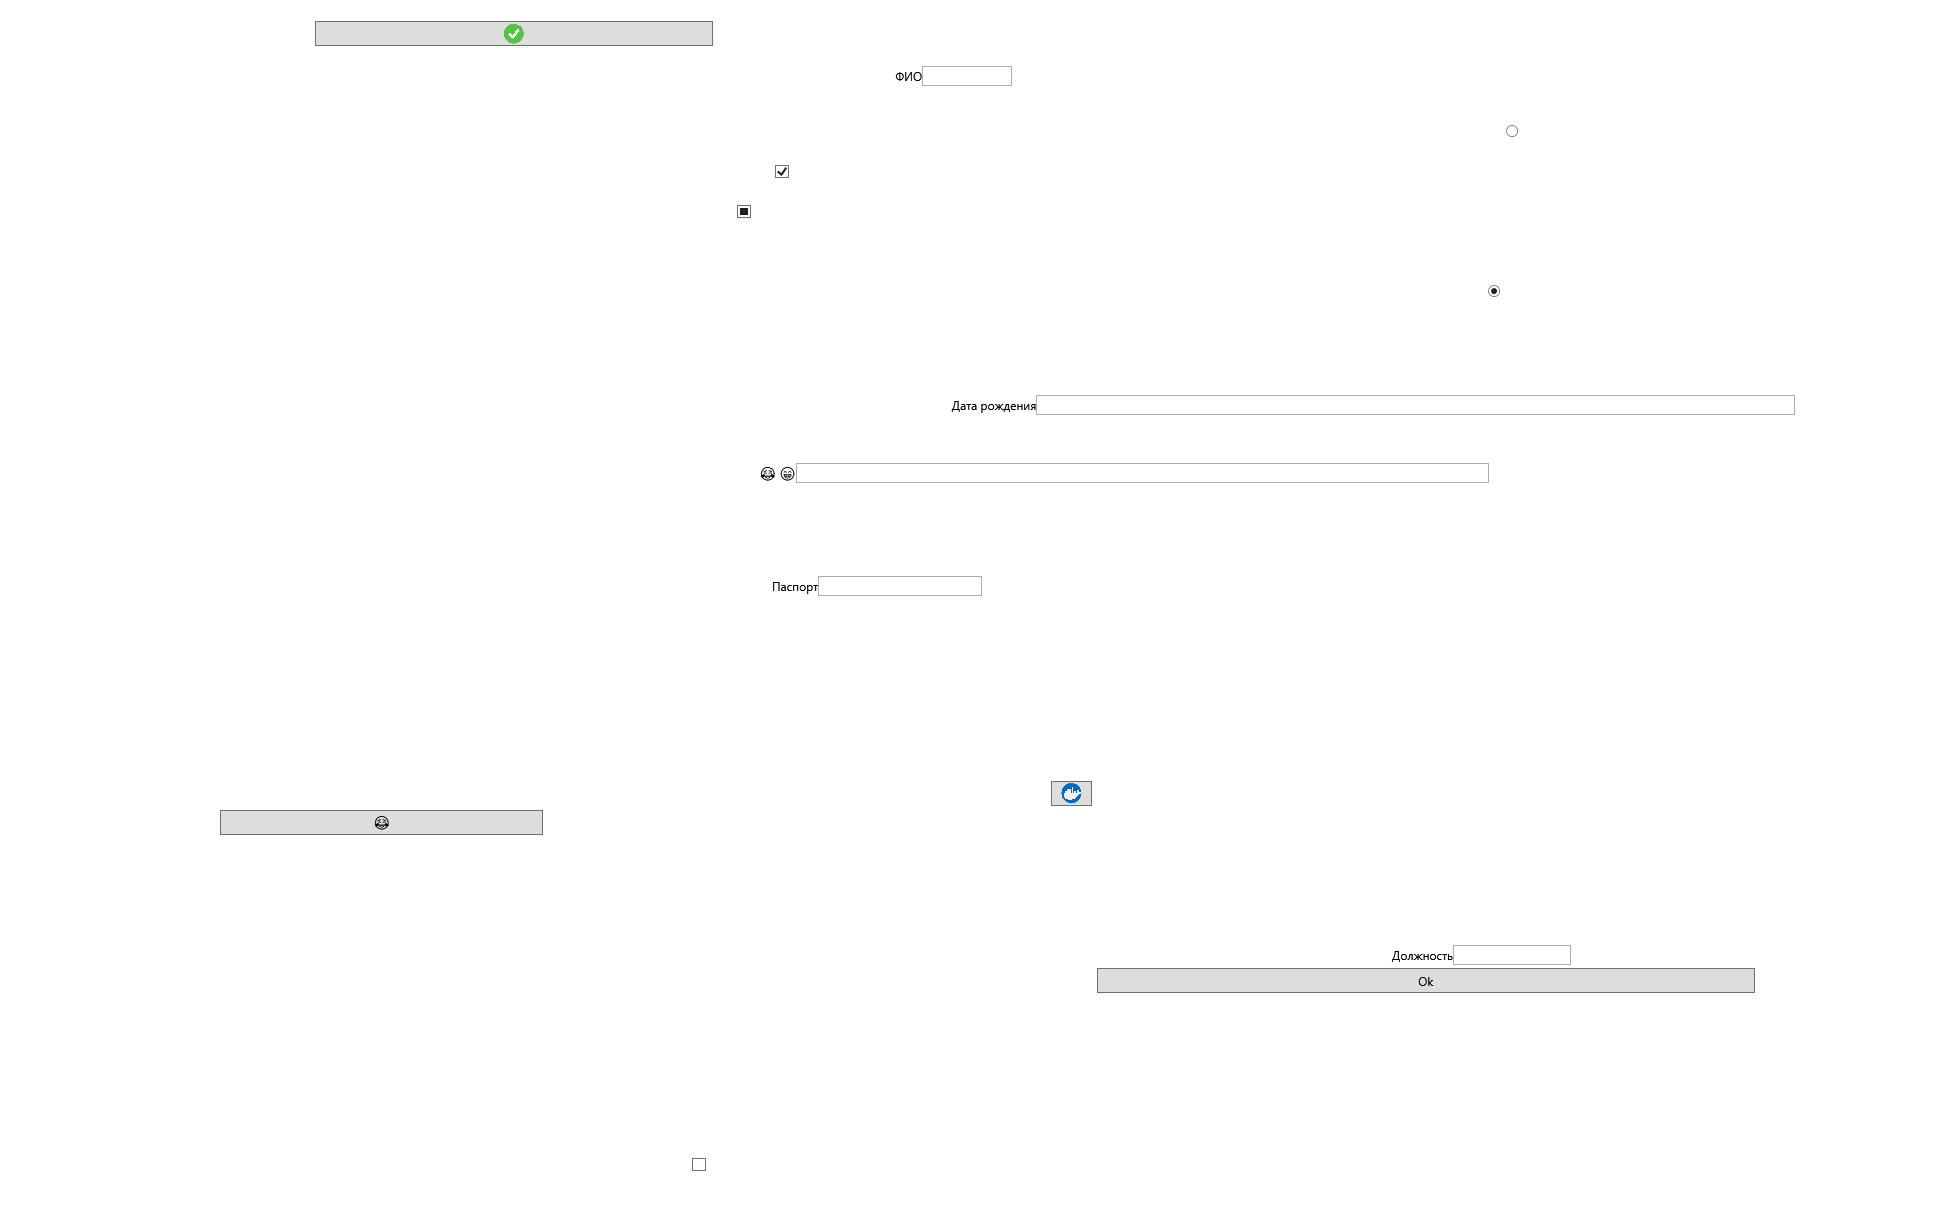 ФИО
Дата рождения
😂 😁
Паспорт
😂
Должность
Ok